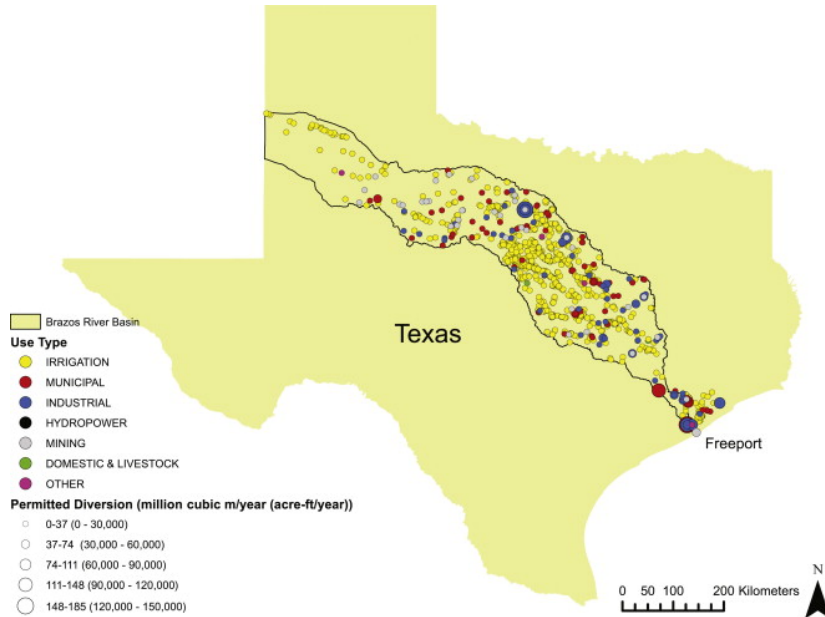 Texas
Freeport
Brazos River Basin
Use Type
IRRIGATION
MUNICIPAL
INDUSTRIAL
HYDROPOWER
MINING
DOMESTIC & LIVESTOCK
OTHER
Permitted Diversion (million cubic m/year (acre-ft/year))
0-37 (0 - 30,000)
37-74 (30,000 - 60,000)
74-111 (60,000 - 90,000)
111-148 (90,000 - 120,000)
148-185 (120,000 - 150,000)
0 50 100 200 Kilometers
N